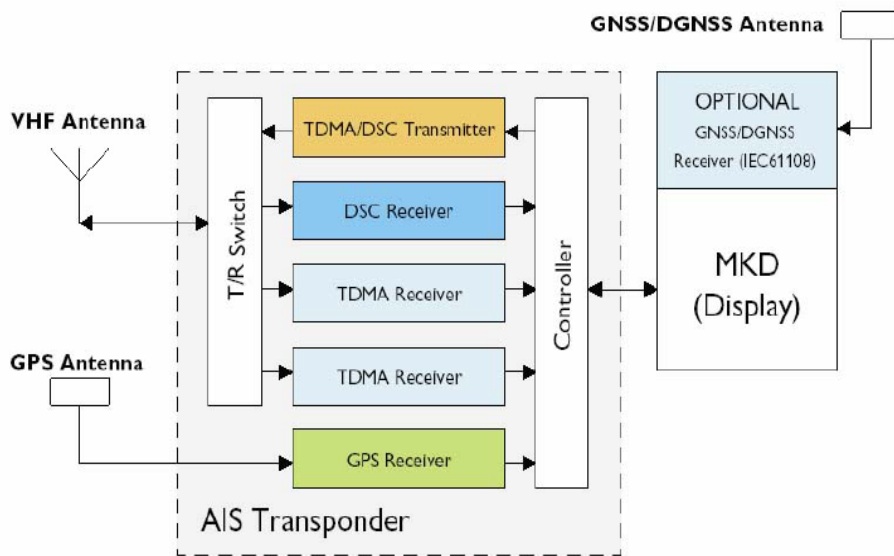 GNSS/DGNSS Antenna
VHF Antenna
T/R Switch
TDMA/DSC Transmitter
DSC Receiver
TDMA Receiver
TDMA Receiver
GPS Antenna
GPS Receiver
Controller
OPTIONAL
GNSS/DGNSS
Receiver (IEC61108)
MKD
(Display)
AIS Transponder